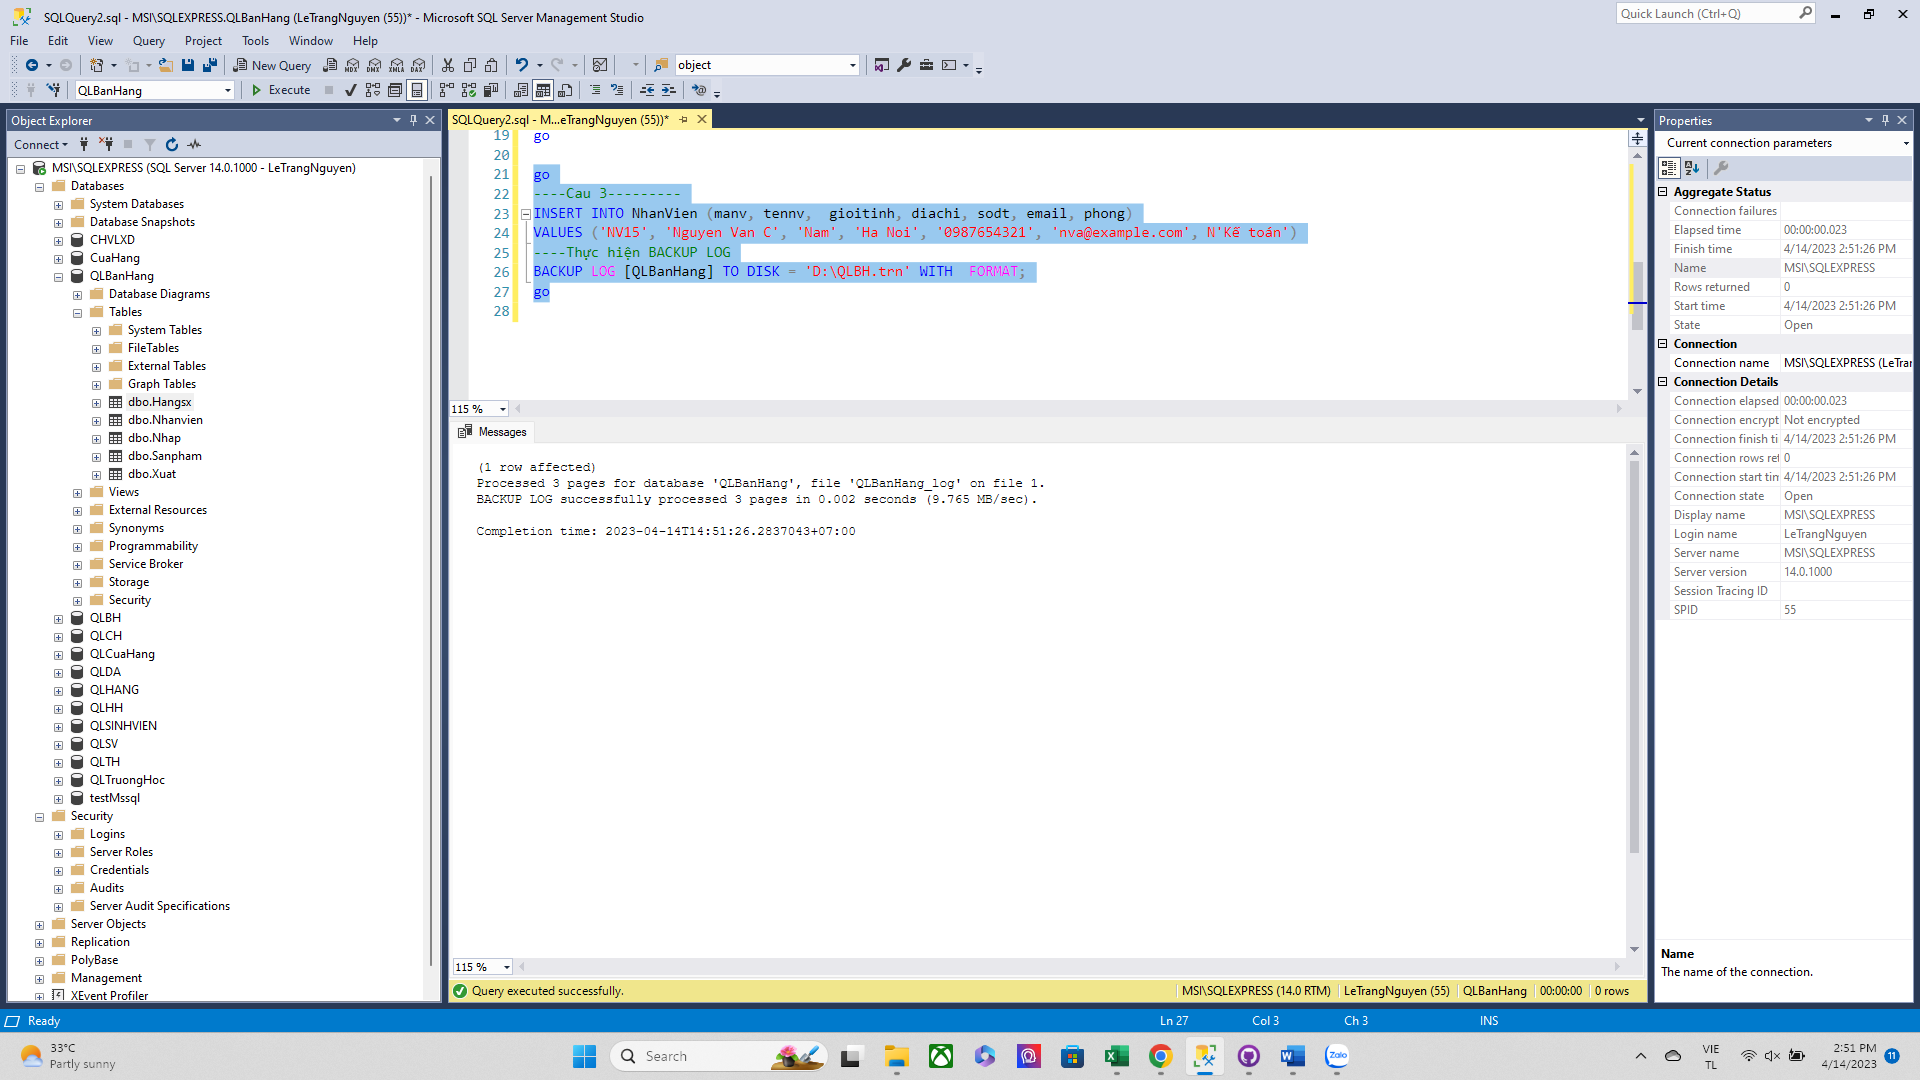 SQLQuery2.sql - MSI\SQLEXPRESS.QLBanHang (LeTrangNguyen (55))* - Microsoft SQL Server Management Studio
Quick Launch (Ctrl+Q)
File Edit View Query Project Tools Window Help
New Query
MDX DMX XMLA DAX
object
QLBanHang
Execute
Object Explorer
Connect
MSI\SQLEXPRESS (SQL Server 14.0.1000 - LeTrangNguyen)
Databases
System Databases
Database Snapshots
CHVLXD
CuaHang
QLBanHang
Database Diagrams
Tables
System Tables
FileTables
External Tables
Graph Tables
dbo.Hangsx
dbo.Nhanvien
dbo.Nhap
dbo.Sanpham
dbo.Xuat
Views
External Resources
Synonyms
Programmability
Service Broker
Storage
Security
QLBH
QLCH
QLCuaHang
QLDA
QLHANG
QLHH
QLSINHVIEN
QLSV
QLTH
QLTruongHoc
testMssql
Security
Logins
Server Roles
Credentials
Audits
Server Audit Specifications
Server Objects
Replication
PolyBase
Management
XEvent Profiler
SQLQuery2.sql - M...eTrangNguyen (55))*
19 go
20
21 go
22 ----Cau 3---------
23 INSERT INTO NhanVien (manv, tennv,  gioitinh, diachi, sodt, email, phong)
24 VALUES ('NV15', 'Nguyen Van C', 'Nam', 'Ha Noi', '0987654321', 'nva@example.com', N'Kế toán')
25 ----Thực hiện BACKUP LOG
26 BACKUP LOG [QLBanHang] TO DISK = 'D:\QLBH.trn' WITH  FORMAT;
27 go
28
115 %
Messages
(1 row affected)
Processed 3 pages for database 'QLBanHang', file 'QLBanHang_log' on file 1.
BACKUP LOG successfully processed 3 pages in 0.002 seconds (9.765 MB/sec).
Completion time: 2023-04-14T14:51:26.2837043+07:00
115 %
Query executed successfully.
MSI\SQLEXPRESS (14.0 RTM) LeTrangNguyen (55) QLBanHang 00:00:00 0 rows
Properties
Current connection parameters
Aggregate Status
Connection failures
Elapsed time 00:00:00.023
Finish time 4/14/2023 2:51:26 PM
Name MSI\SQLEXPRESS
Rows returned 0
Start time 4/14/2023 2:51:26 PM
State Open
Connection
Connection name MSI\SQLEXPRESS (LeTrar
Connection Details
Connection elapsed 00:00:00.023
Connection encrypt Not encrypted
Connection finish ti 4/14/2023 2:51:26 PM
Connection rows ret 0
Connection start tim 4/14/2023 2:51:26 PM
Connection state Open
Display name MSI\SQLEXPRESS
Login name LeTrangNguyen
Server name MSI\SQLEXPRESS
Server version 14.0.1000
Session Tracing ID
SPID 55
Name
The name of the connection.
Ready
Ln 27 Col 3 Ch 3 INS
33°C
Partly sunny
Search
Zalo
VIE
TL
2:51 PM
4/14/2023
11